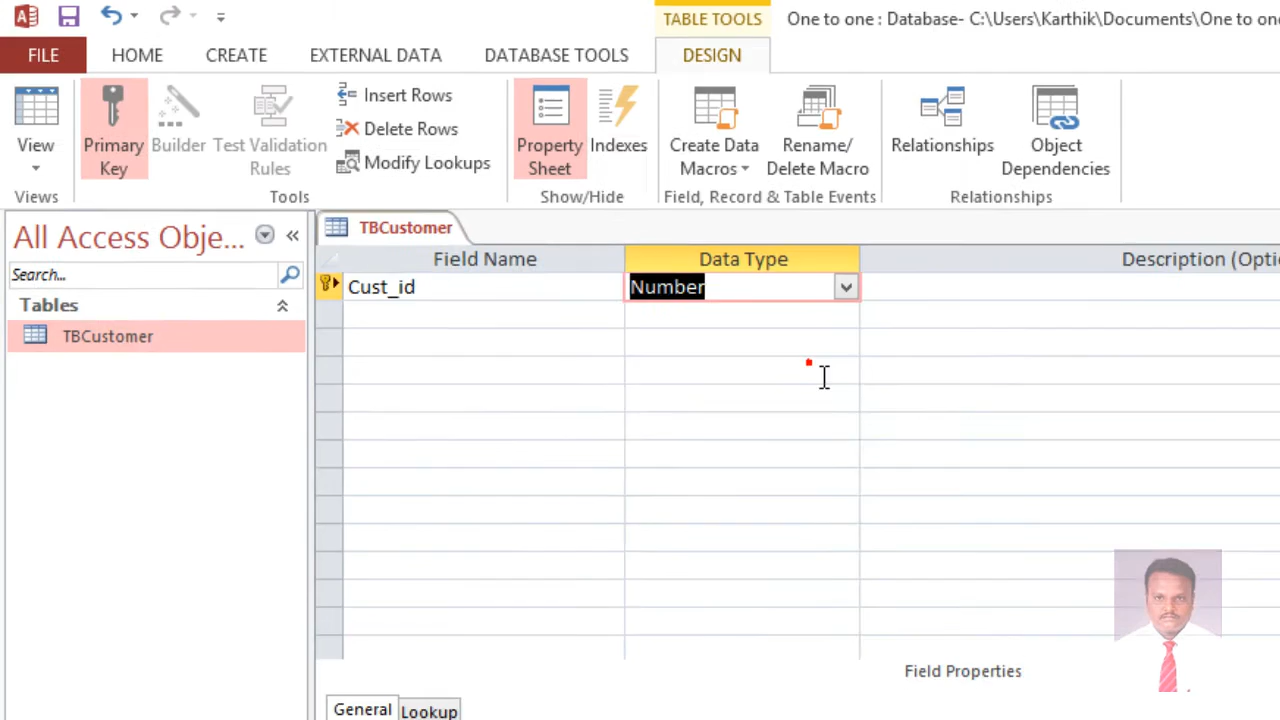 TABLE TOOLS
One to one : Database- C:\Users\Karthik\Documents\One to one
FILE
HOME
CREATE
EXTERNAL DATA
DATABASE TOOLS
DESIGN
View
Primary Key
Builder
Test Validation Rules
Insert Rows
Delete Rows
Modify Lookups
Property Sheet
Indexes
Create Data Macros
Rename/ Delete Macro
Relationships
Object Dependencies
Views
Tools
Show/Hide
Field, Record & Table Events
Relationships
All Access Obje...
Search...
Tables
TBCustomer
TBCustomer
Field Name
Data Type
Description (Opti
Cust_id
Number
Field Properties
General
Lookup